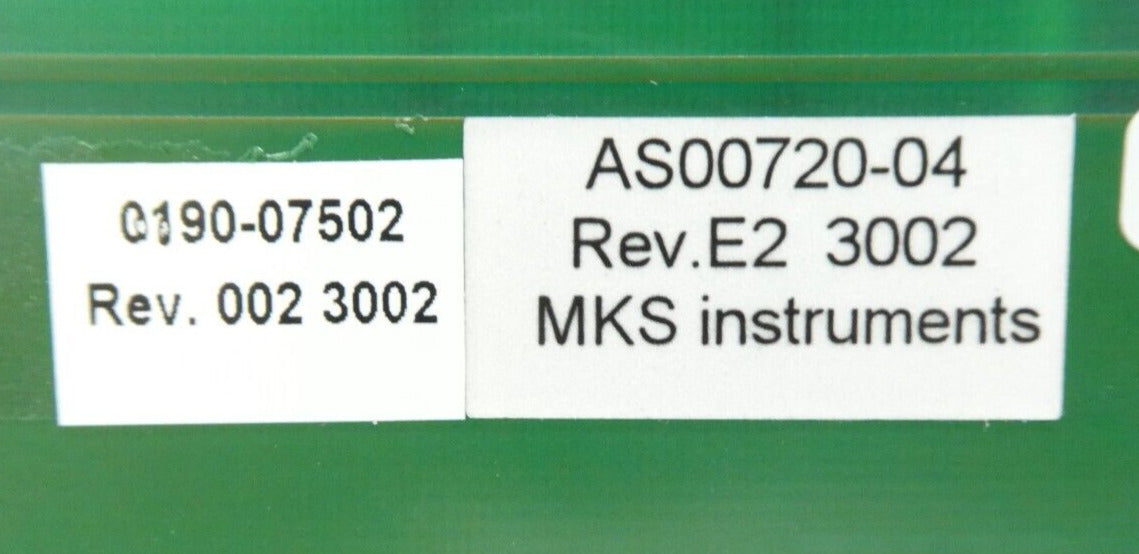 0190-07502
Rev. 002 3002
AS00720-04
Rev.E2 3002
MKS instruments